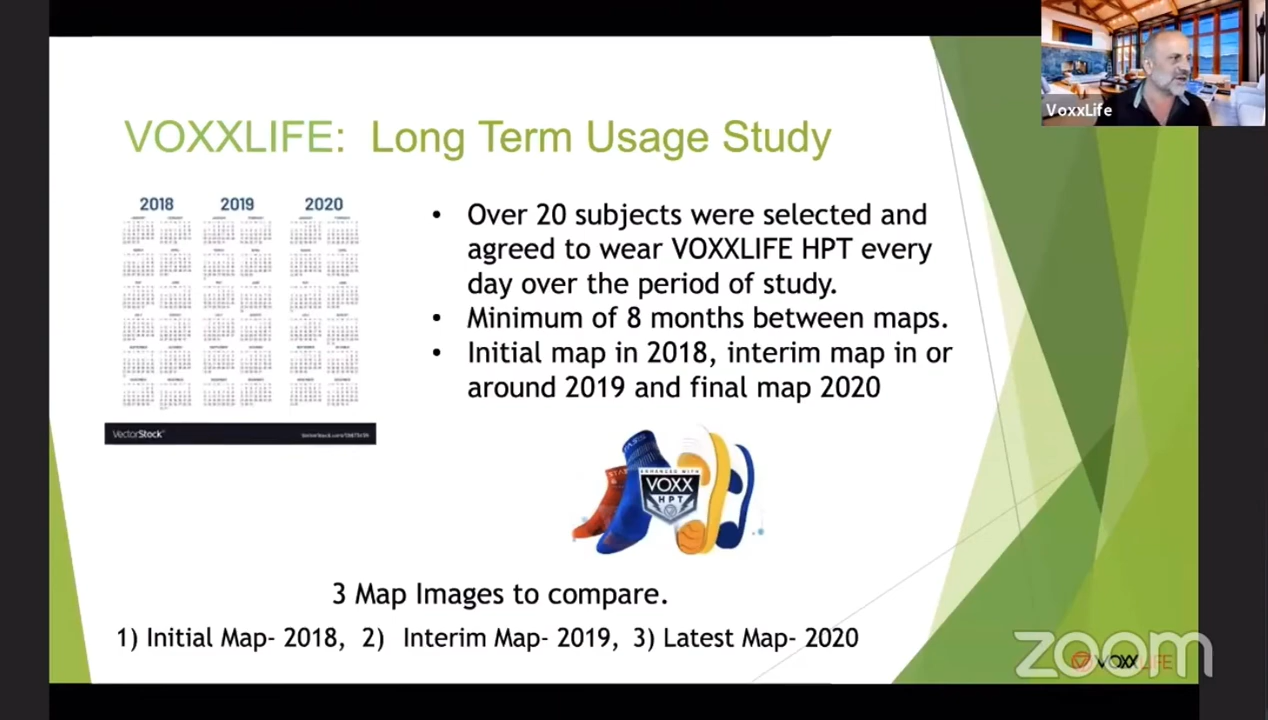 VoxxLife
VOXXLIFE: Long Term Usage Study
2018 2019 2020
• Over 20 subjects were selected and
agreed to wear VOXXLIFE HPT every
day over the period of study.
• Minimum of 8 months between maps.
• Initial map in 2018, interim map in or
around 2019 and final map 2020
VectorStock
ENHANCED WITH
VOXX
HPT
3 Map Images to compare.
1) Initial Map- 2018, 2) Interim Map- 2019, 3) Latest Map- 2020
zoom
VOXXLIFE